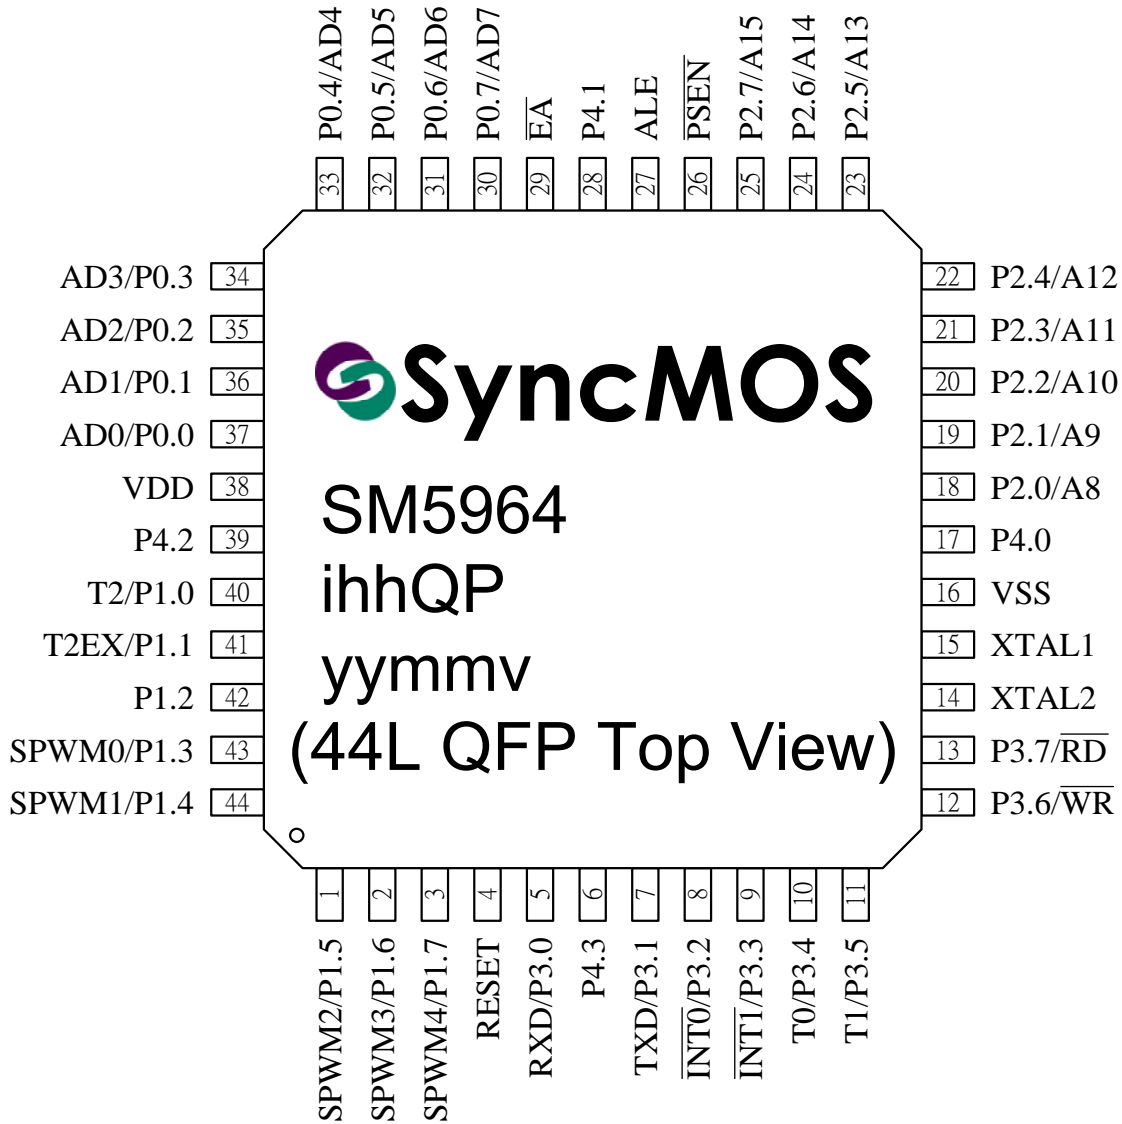 P0.4/AD4
P0.5/AD5
P0.6/AD6
P0.7/AD7
E̅A̅
P4.1
ALE
P̅S̅E̅N̅
P2.7/A15
P2.6/A14
P2.5/A13
33
32
31
30
29
28
27
26
25
24
23
AD3/P0.3 34
AD2/P0.2 35
AD1/P0.1 36
AD0/P0.0 37
VDD 38
P4.2 39
T2/P1.0 40
T2EX/P1.1 41
P1.2 42
SPWM0/P1.3 43
SPWM1/P1.4 44
SyncMOS
SM5964
ihhQP
yymmv
(44L QFP Top View)
22 P2.4/A12
21 P2.3/A11
20 P2.2/A10
19 P2.1/A9
18 P2.0/A8
17 P4.0
16 VSS
15 XTAL1
14 XTAL2
13 P3.7/R̅D̅
12 P3.6/W̅R̅
1
2
3
4
5
6
7
8
9
10
11
SPWM2/P1.5
SPWM3/P1.6
SPWM4/P1.7
RESET
RXD/P3.0
P4.3
TXD/P3.1
I̅N̅T̅0̅/P3.2
I̅N̅T̅1̅/P3.3
T0/P3.4
T1/P3.5